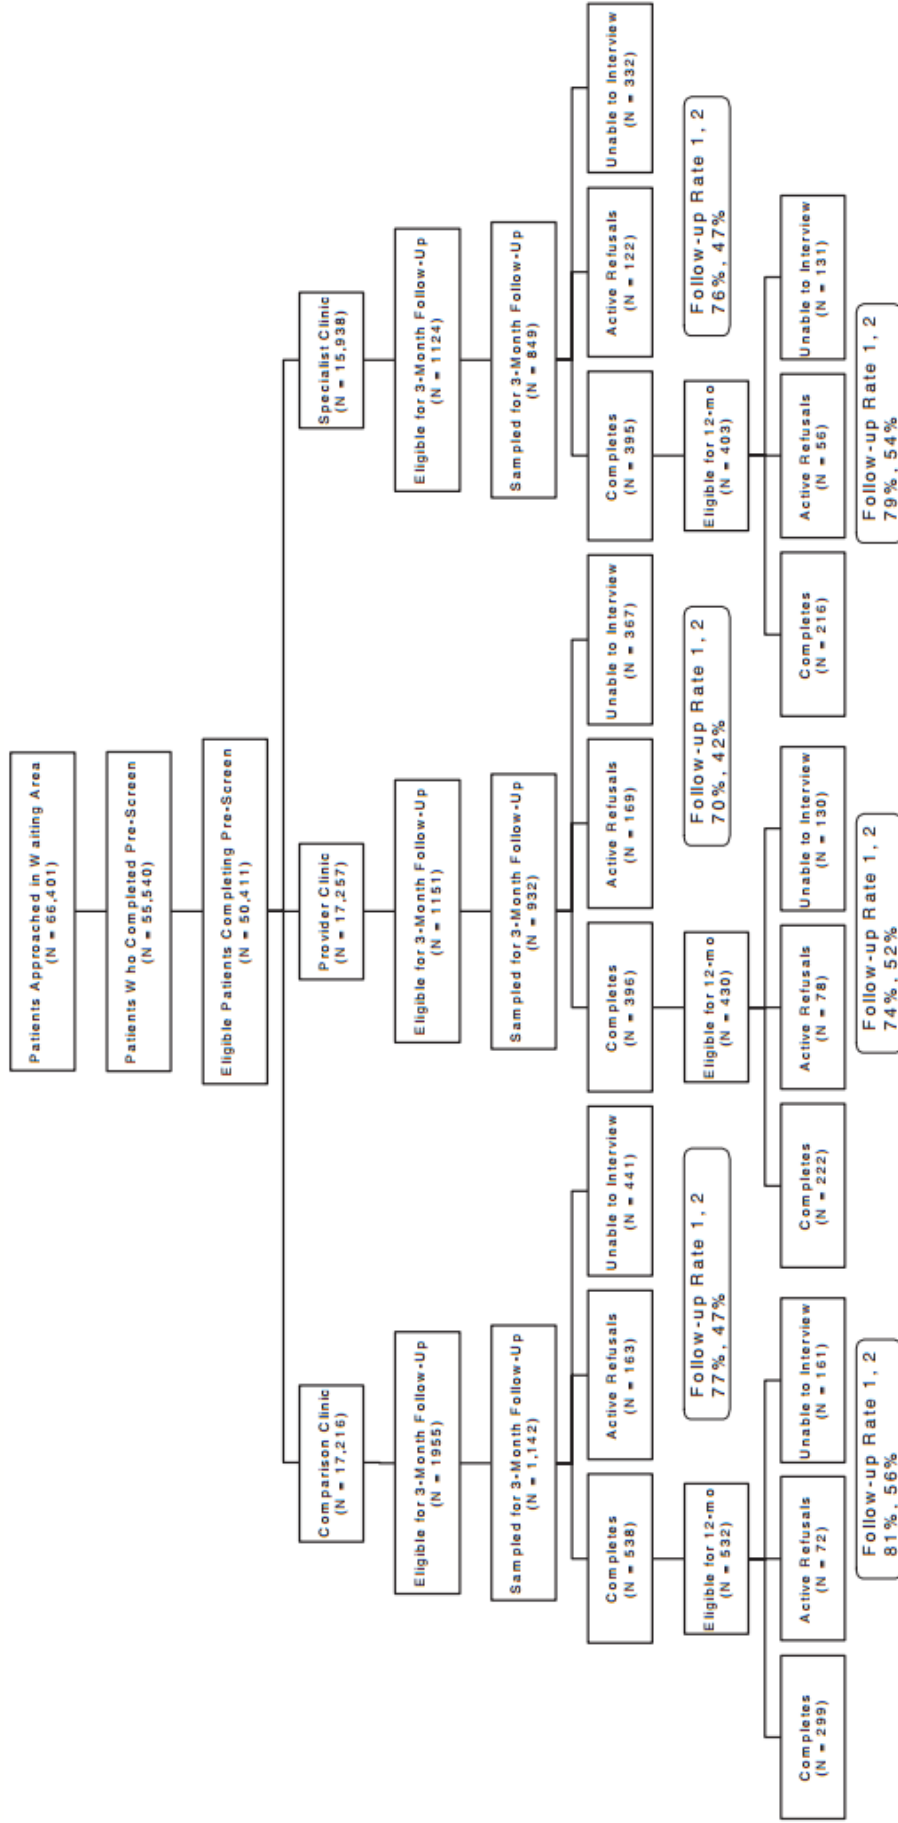 Patients Approached in Waiting Area
(N = 66,401)
Patients Who Completed Pre-Screen
(N = 55,540)
Eligible Patients Completing Pre-Screen
(N = 50,411)
Comparison Clinic
(N = 17,216)
Provider Clinic
(N = 17,257)
Specialist Clinic
(N = 15,938)
Eligible for 3-Month Follow-Up
(N = 1955)
Eligible for 3-Month Follow-Up
(N = 1151)
Eligible for 3-Month Follow-Up
(N = 1124)
Sampled for 3-Month Follow-Up
(N = 1,142)
Sampled for 3-Month Follow-Up
(N = 932)
Sampled for 3-Month Follow-Up
(N = 849)
Completes
(N = 538)
Active Refusals
(N = 163)
Unable to Interview
(N = 441)
Completes
(N = 396)
Active Refusals
(N = 169)
Unable to Interview
(N = 367)
Completes
(N = 395)
Active Refusals
(N = 122)
Unable to Interview
(N = 332)
Eligible for 12-mo
(N = 532)
Follow-up Rate 1, 2
77%, 47%
Eligible for 12-mo
(N = 430)
Follow-up Rate 1, 2
70%, 42%
Eligible for 12-mo
(N = 403)
Follow-up Rate 1, 2
76%, 47%
Completes
(N = 299)
Active Refusals
(N = 72)
Unable to Interview
(N = 161)
Completes
(N = 222)
Active Refusals
(N = 78)
Unable to Interview
(N = 130)
Completes
(N = 216)
Active Refusals
(N = 56)
Unable to Interview
(N = 131)
Follow-up Rate 1, 2
81%, 56%
Follow-up Rate 1, 2
74%, 52%
Follow-up Rate 1, 2
79%, 54%